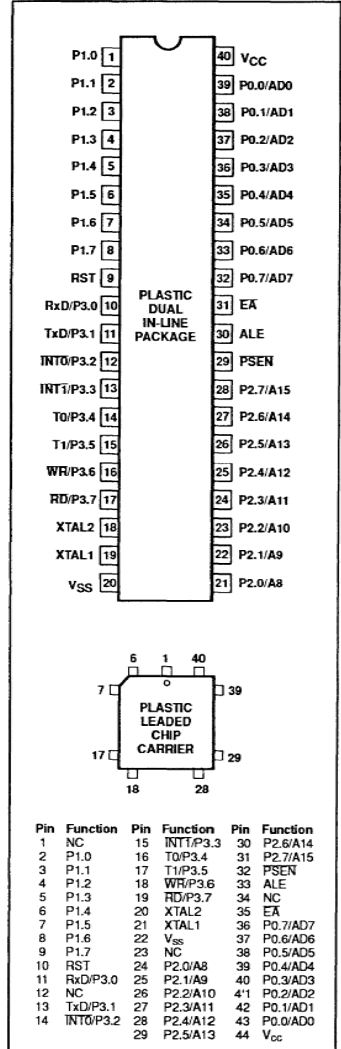 P1.0 1 40 VCC
P1.1 2 39 P0.0/AD0
P1.2 3 38 P0.1/AD1
P1.3 4 37 P0.2/AD2
P1.4 5 36 P0.3/AD3
P1.5 6 35 P0.4/AD4
P1.6 7 34 P0.5/AD5
P1.7 8 33 P0.6/AD6
RST 9 32 P0.7/AD7
PLASTIC
DUAL
IN-LINE
PACKAGE
RxD/P3.0 10 31 EA
TxD/P3.1 11 30 ALE
INT0/P3.2 12 29 PSEN
INT1/P3.3 13 28 P2.7/A15
T0/P3.4 14 27 P2.6/A14
T1/P3.5 15 26 P2.5/A13
WR/P3.6 16 25 P2.4/A12
RD/P3.7 17 24 P2.3/A11
XTAL2 18 23 P2.2/A10
XTAL1 19 22 P2.1/A9
VSS 20 21 P2.0/A8
6 1 40
7 39
PLASTIC
LEADED
CHIP
CARRIER
17 29
18 28
Pin Function Pin Function Pin Function
1 NC 15 INT1/P3.3 30 P2.6/A14
2 P1.0 16 T0/P3.4 31 P2.7/A15
3 P1.1 17 T1/P3.5 32 PSEN
4 P1.2 18 WR/P3.6 33 ALE
5 P1.3 19 RD/P3.7 34 NC
6 P1.4 20 XTAL2 35 EA
7 P1.5 21 XTAL1 36 P0.7/AD7
8 P1.6 22 VSS 37 P0.6/AD6
9 P1.7 23 NC 38 P0.5/AD5
10 RST 24 P2.0/A8 39 P0.4/AD4
11 RxD/P3.0 25 P2.1/A9 40 P0.3/AD3
12 NC 26 P2.2/A10 4'1 P0.2/AD2
13 TxD/P3.1 27 P2.3/A11 42 P0.1/AD1
14 INT0/P3.2 28 P2.4/A12 43 P0.0/AD0
29 P2.5/A13 44 VCC